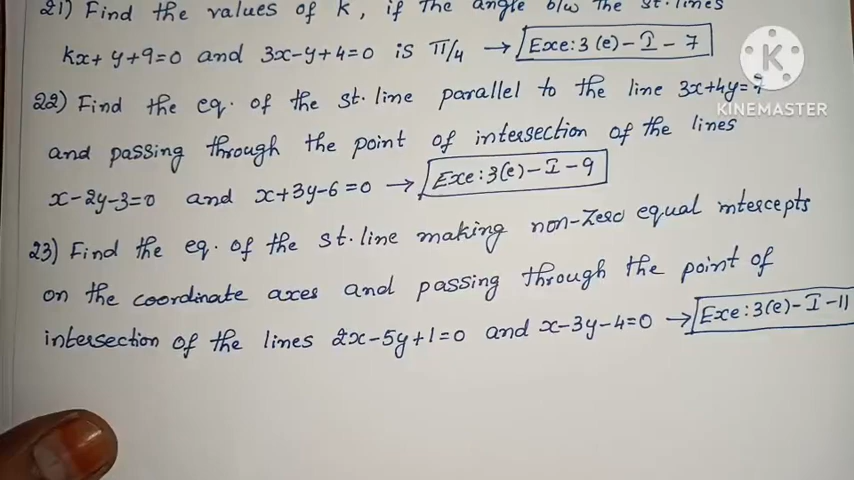 21) Find the values of K, if the angle b/w the st. lines
kx+y+9=0 and 3x-y+4=0 is π/4 → Exe: 3(e)-I-7
22) Find the eq. of the st. line parallel to the line 3x+4y=7
and passing through the point of intersection of the lines
x-2y-3=0 and x+3y-6=0 → Exe: 3(e)-I-9
23) Find the eq. of the st. line making non-zero equal intercepts
on the coordinate axes and passing through the point of
intersection of the lines 2x-5y+1=0 and x-3y-4=0 → Exe: 3(e)-I-11
K
KINEMASTER